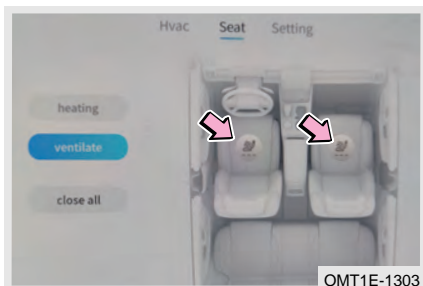 Hvac Seat Setting
heating
ventilate
close all
OMT1E-1303